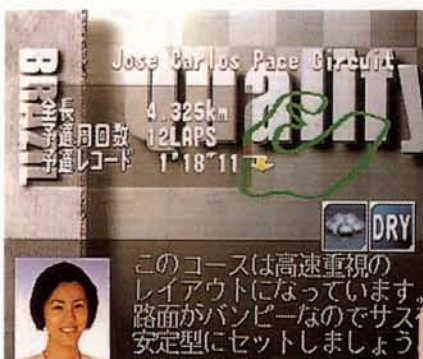 BRAZIL
Quality
Jose Carlos Pace Circuit
全長 4.325km
予選周回数 12LAPS
予選レコード 1"18"11
DRY
このコースは高速重視の
レイアウトになっています。
路面がバンピーなのでサス
安定型にセットしましょう